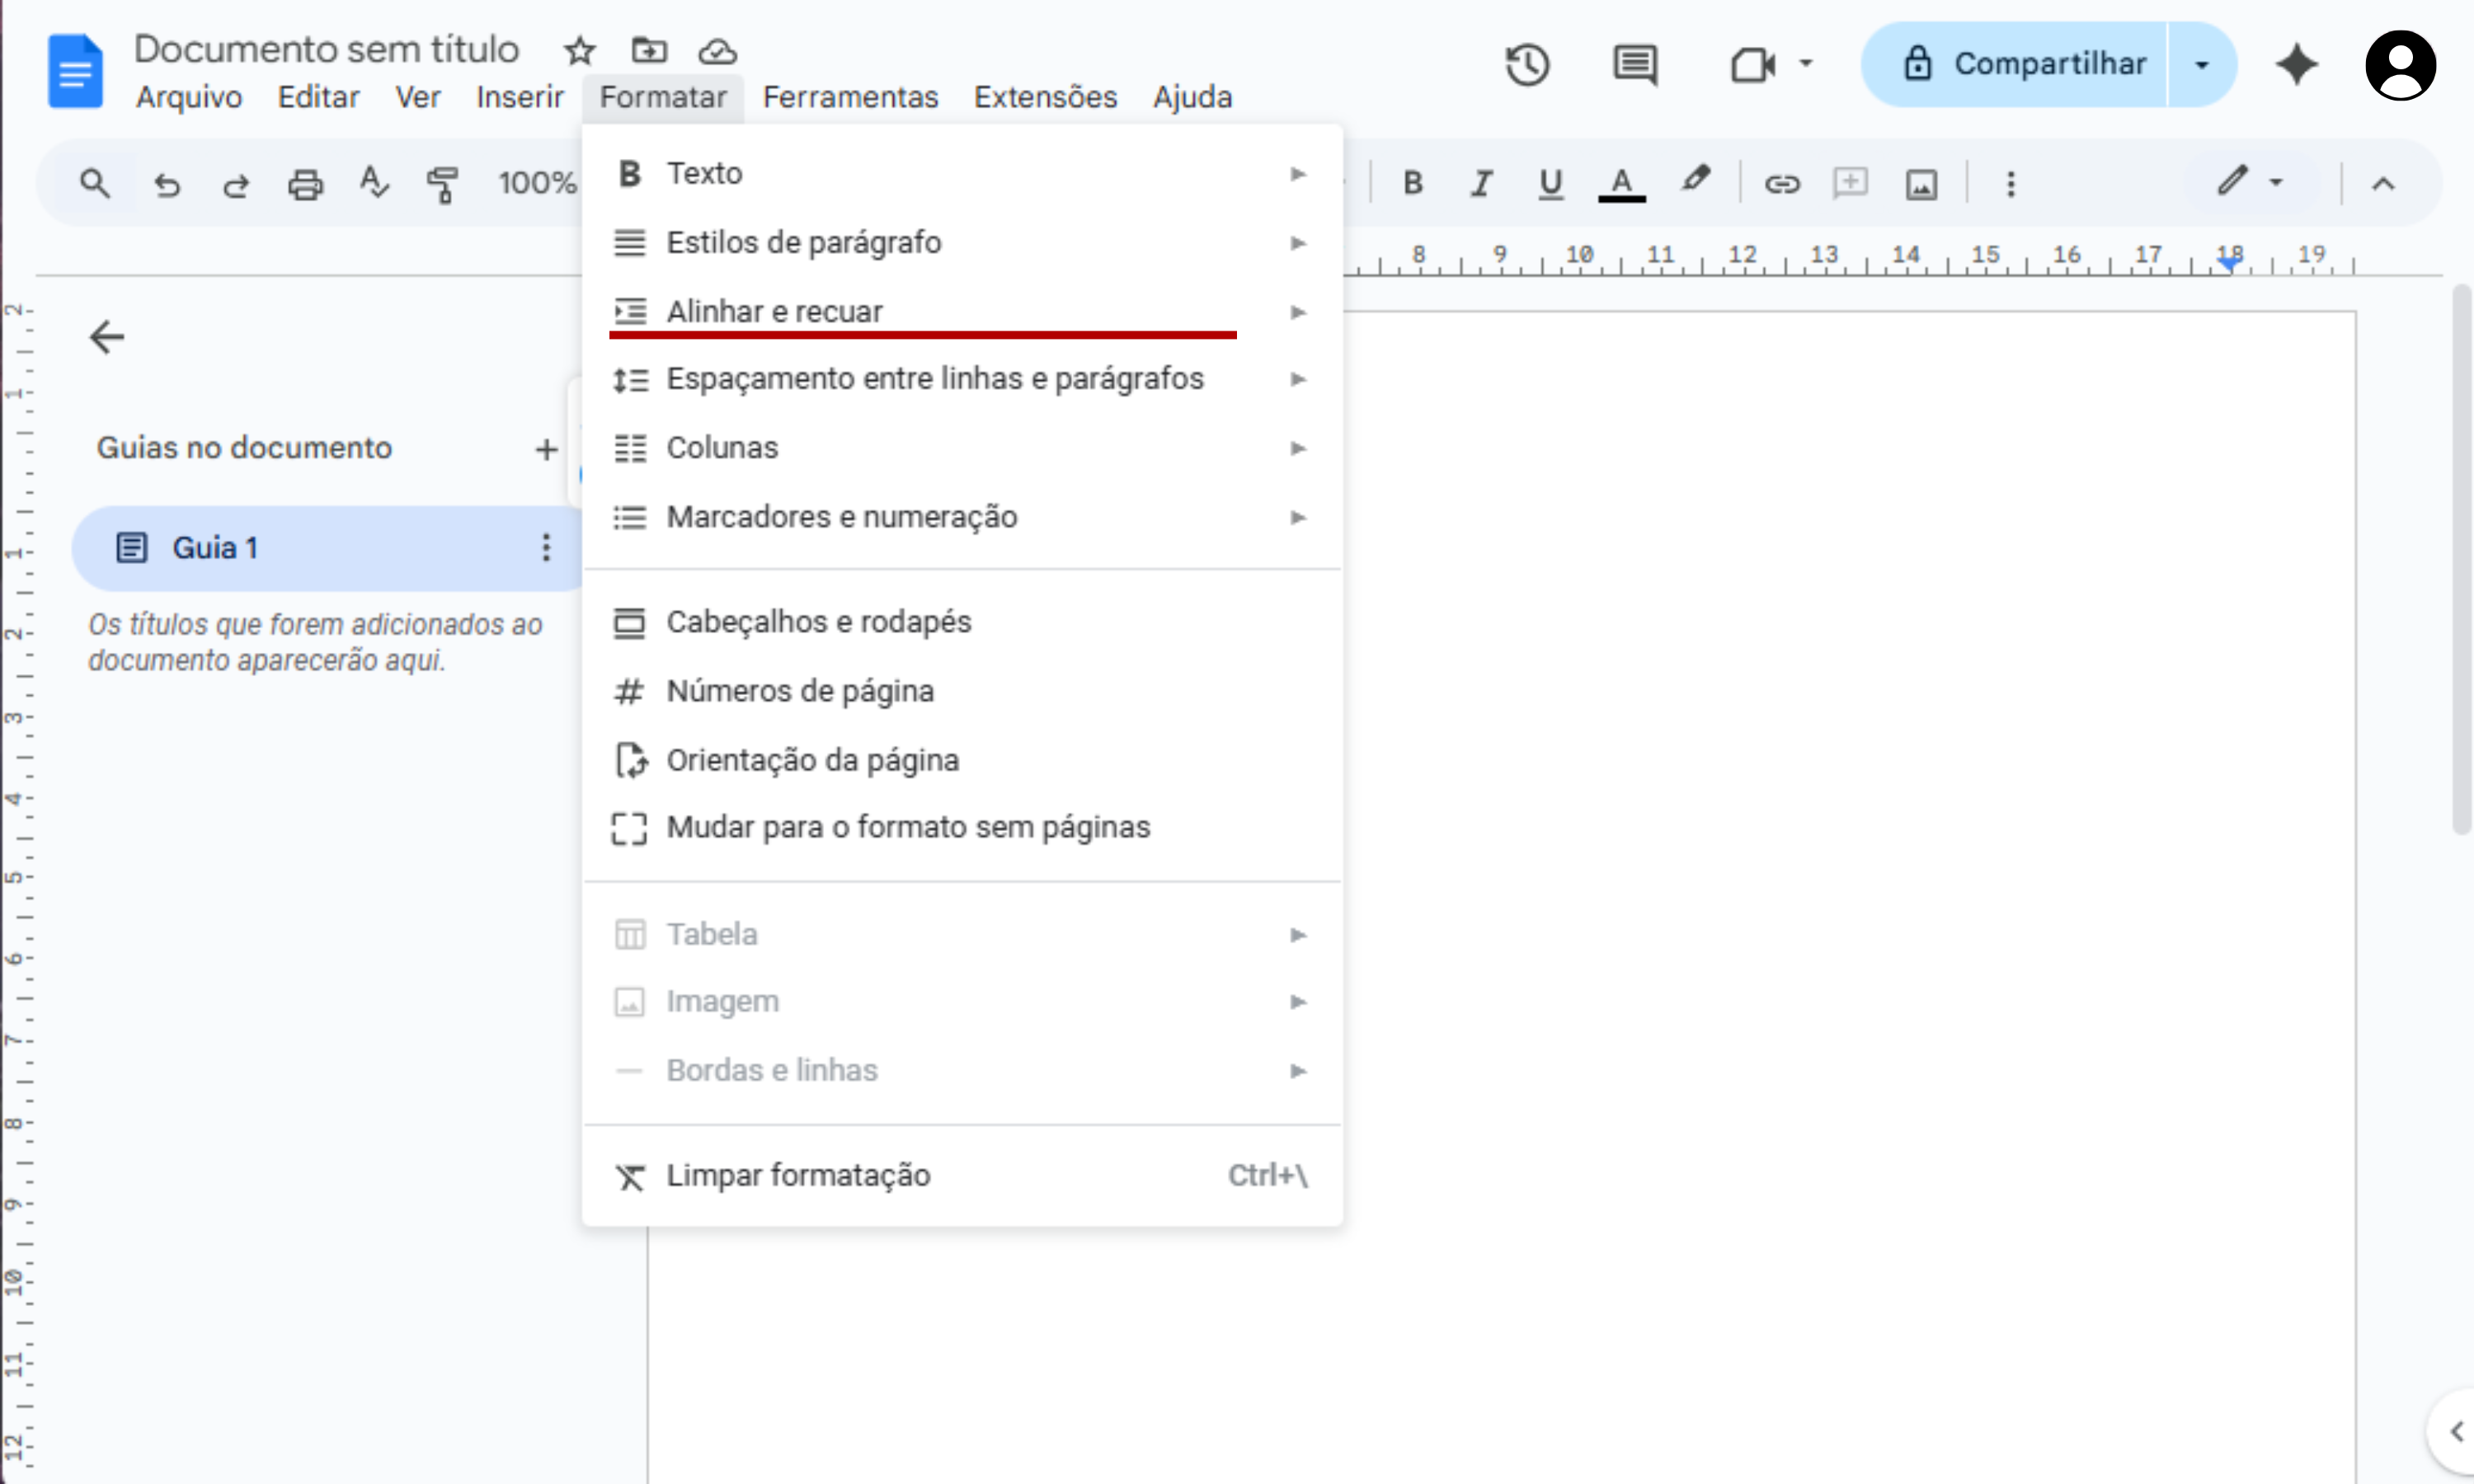 Documento sem título
Arquivo Editar Ver Inserir Formatar Ferramentas Extensões Ajuda
Compartilhar
100%
B I U A
8 9 10 11 12 13 14 15 16 17 18 19
Guias no documento
Guia 1
Os títulos que forem adicionados ao
documento aparecerão aqui.
B Texto
Estilos de parágrafo
Alinhar e recuar
Espaçamento entre linhas e parágrafos
Colunas
Marcadores e numeração
Cabeçalhos e rodapés
# Números de página
Orientação da página
Mudar para o formato sem páginas
Tabela
Imagem
Bordas e linhas
Limpar formatação Ctrl+\
2
1
1
2
3
4
5
6
7
8
9
10
11
12